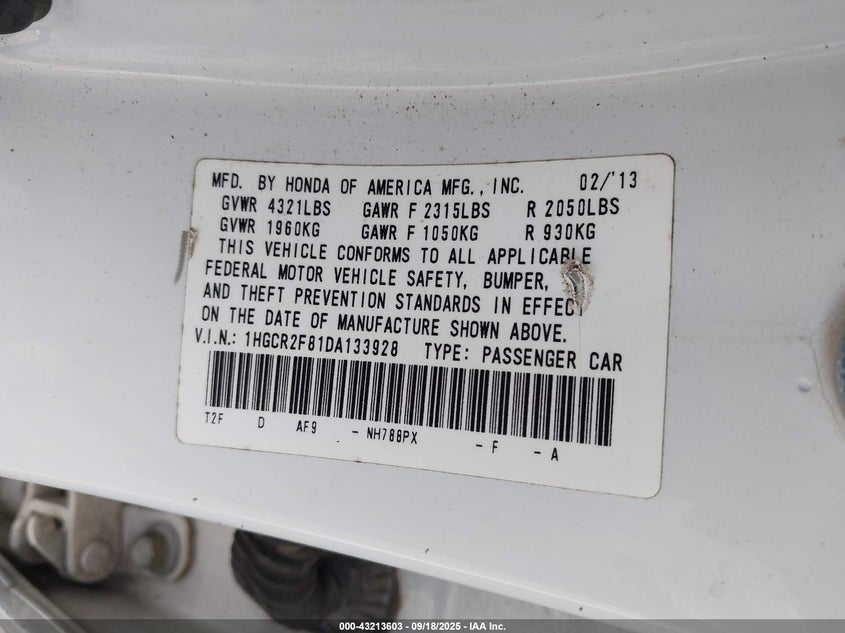 MFD. BY HONDA OF AMERICA MFG., INC. 02/'13
GVWR 4321LBS GAWR F 2315LBS R 2050LBS
GVWR 1960KG GAWR F 1050KG R 930KG
THIS VEHICLE CONFORMS TO ALL APPLICABLE
FEDERAL MOTOR VEHICLE SAFETY, BUMPER,
AND THEFT PREVENTION STANDARDS IN EFFECT
ON THE DATE OF MANUFACTURE SHOWN ABOVE.
V.I.N.: 1HGCR2F81DA133928 TYPE: PASSENGER CAR
T2F D AF9 - NH788PX - F - A
000-43213603 - 09/18/2025 - IAA Inc.